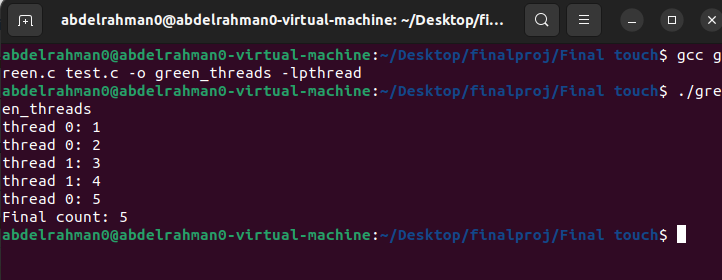 abdelrahman0@abdelrahman0-virtual-machine: ~/Desktop/fi...
abdelrahman0@abdelrahman0-virtual-machine:~/Desktop/finalproj/Final touch$ gcc g
reen.c test.c -o green_threads -lpthread
abdelrahman0@abdelrahman0-virtual-machine:~/Desktop/finalproj/Final touch$ ./gre
en_threads
thread 0: 1
thread 0: 2
thread 1: 3
thread 1: 4
thread 0: 5
Final count: 5
abdelrahman0@abdelrahman0-virtual-machine:~/Desktop/finalproj/Final touch$